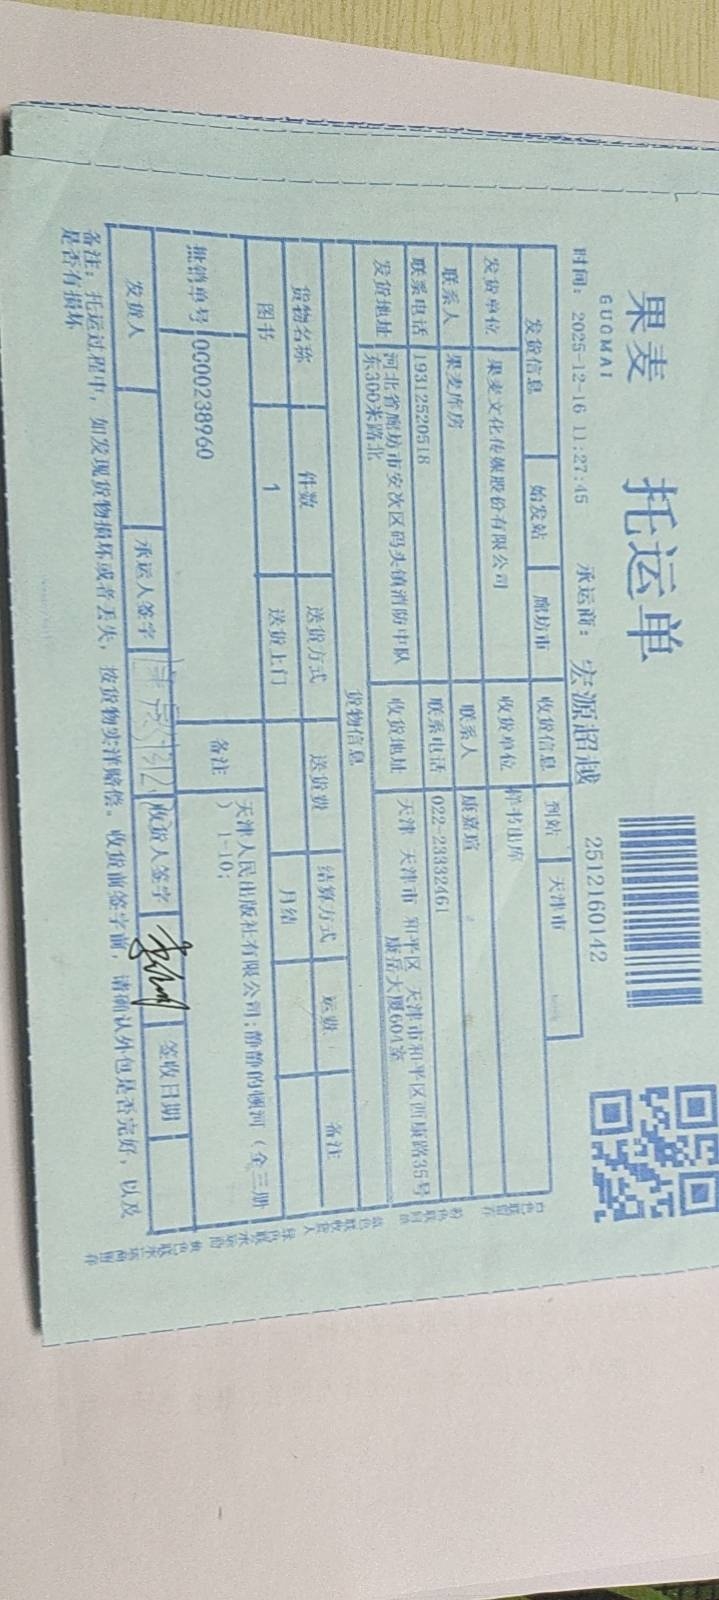 果麦 托运单
GUOMAI
时间: 2025-12-16 11:27:45 承运商: 宏源超越 2512160142
发货信息 始发站 廊坊市 收货信息 到站 天津市
发货单位 果麦文化传媒股份有限公司 收货单位 样书出库
联系人 果麦库房 联系人 康嘉瑄
联系电话 19312520518 联系电话 022-23332461
发货地址 河北省廊坊市安次区码头镇消防中队 收货地址 天津 天津市 和平区 天津市和平区西康路35号
东300米路北 康岳大厦604室
货物信息
货物名称 件数 送货方式 送货费 结算方式 运费 备注
图书 1 送货上门 月结
批销单号 0000238960 备注 天津人民出版社有限公司:静静的顿河（全三册
）1-10;
发货人 承运人签字 收货人签字 签收日期
备注: 托运过程中, 如发现货物损坏或者丢失, 按货物实洋赔偿。收货前签字前, 请确认外包是否完好, 以及
是否有损坏